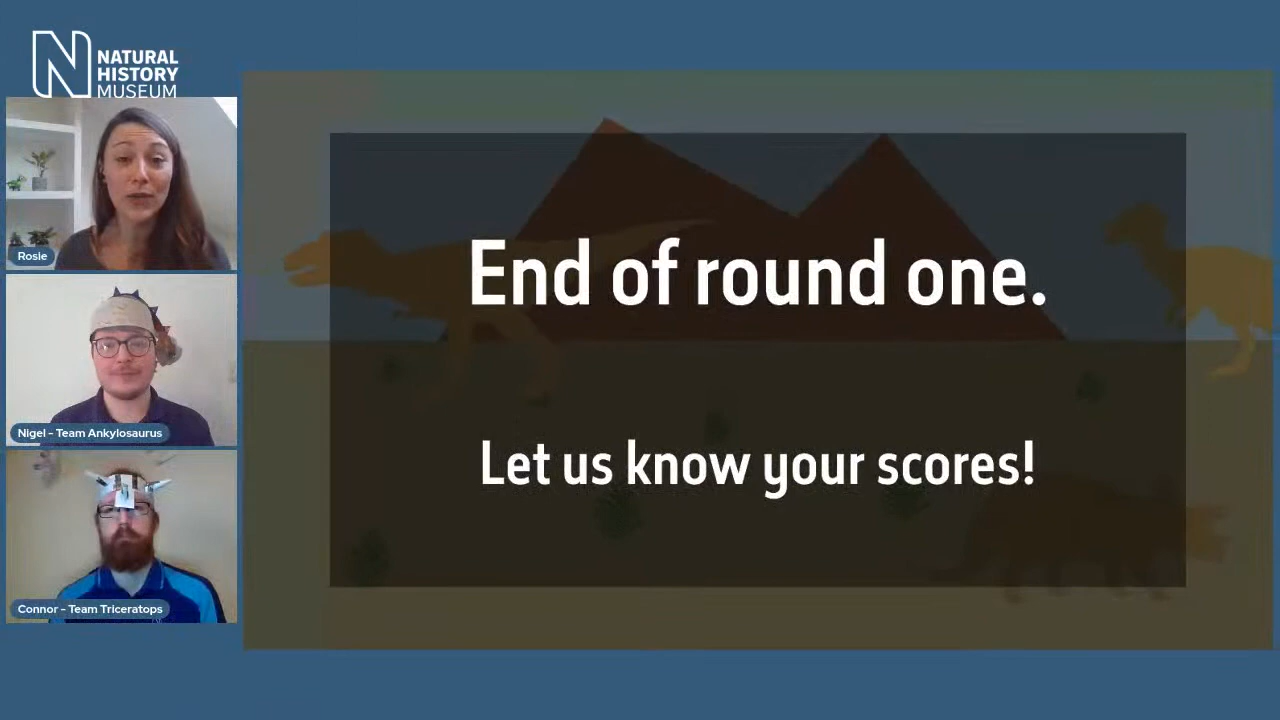 NATURAL
HISTORY
MUSEUM
Rosie
Nigel - Team Ankylosaurus
Connor - Team Triceratops
End of round one.
Let us know your scores!